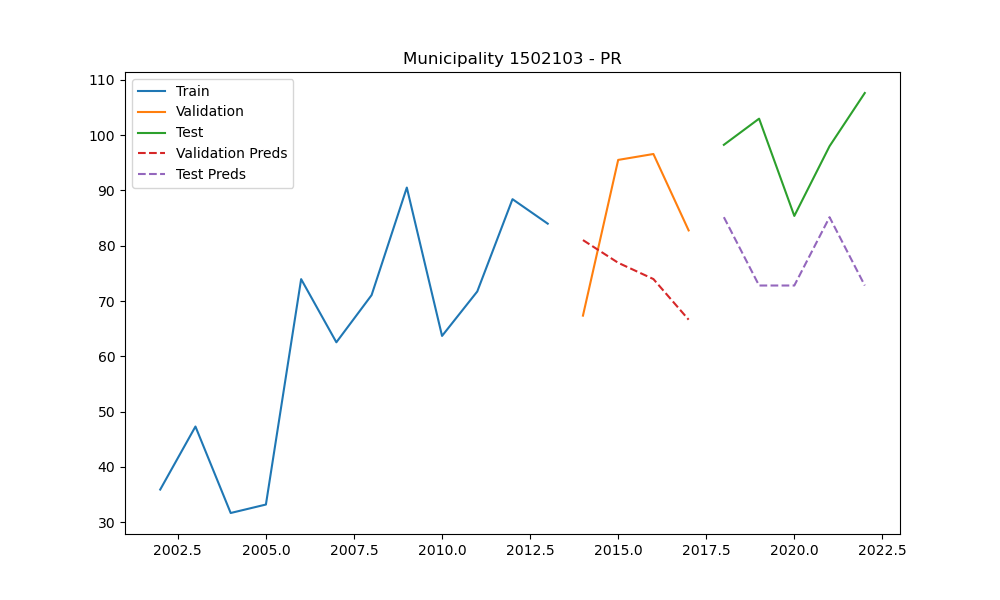 Municipality 1502103 - PR
110
100
90
80
70
60
50
40
30
Train
Validation
Test
Validation Preds
Test Preds
2002.5 2005.0 2007.5 2010.0 2012.5 2015.0 2017.5 2020.0 2022.5